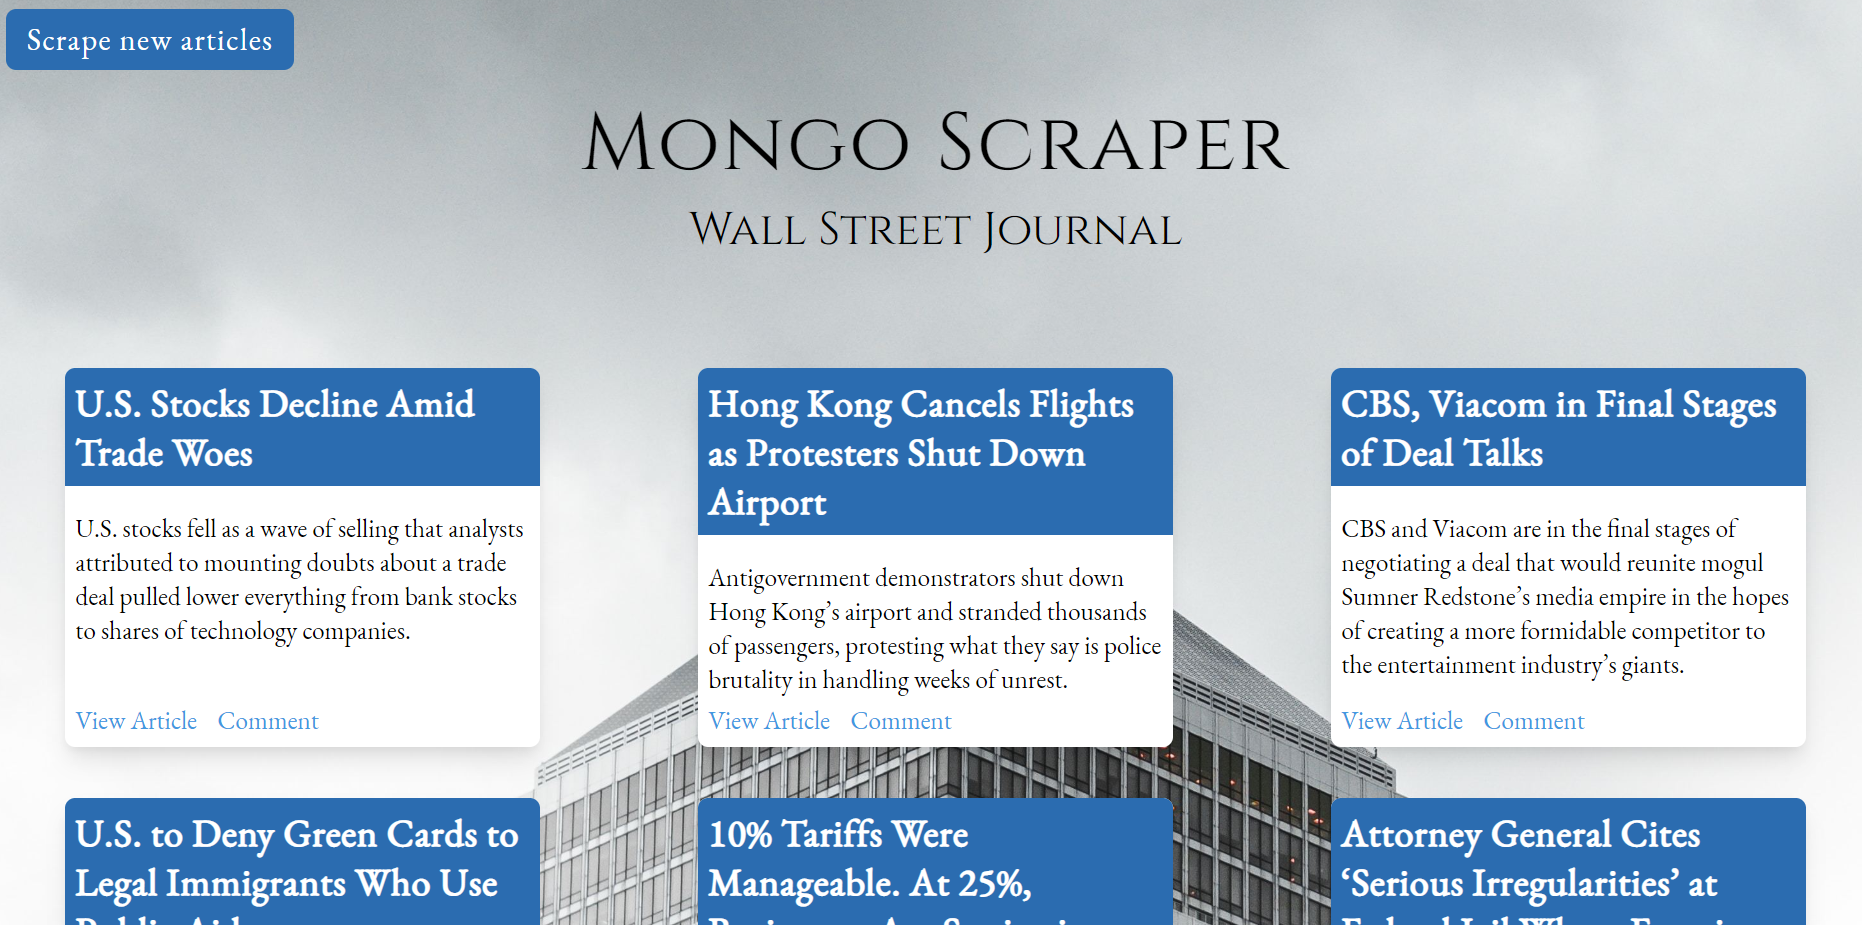 Scrape new articles
Mongo Scraper
Wall Street Journal
U.S. Stocks Decline Amid
Trade Woes
U.S. stocks fell as a wave of selling that analysts
attributed to mounting doubts about a trade
deal pulled lower everything from bank stocks
to shares of technology companies.
View Article Comment
Hong Kong Cancels Flights
as Protesters Shut Down
Airport
Antigovernment demonstrators shut down
Hong Kong’s airport and stranded thousands
of passengers, protesting what they say is police
brutality in handling weeks of unrest.
View Article Comment
CBS, Viacom in Final Stages
of Deal Talks
CBS and Viacom are in the final stages of
negotiating a deal that would reunite mogul
Sumner Redstone’s media empire in the hopes
of creating a more formidable competitor to
the entertainment industry’s giants.
View Article Comment
U.S. to Deny Green Cards to
Legal Immigrants Who Use
10% Tariffs Were
Manageable. At 25%,
Attorney General Cites
‘Serious Irregularities’ at